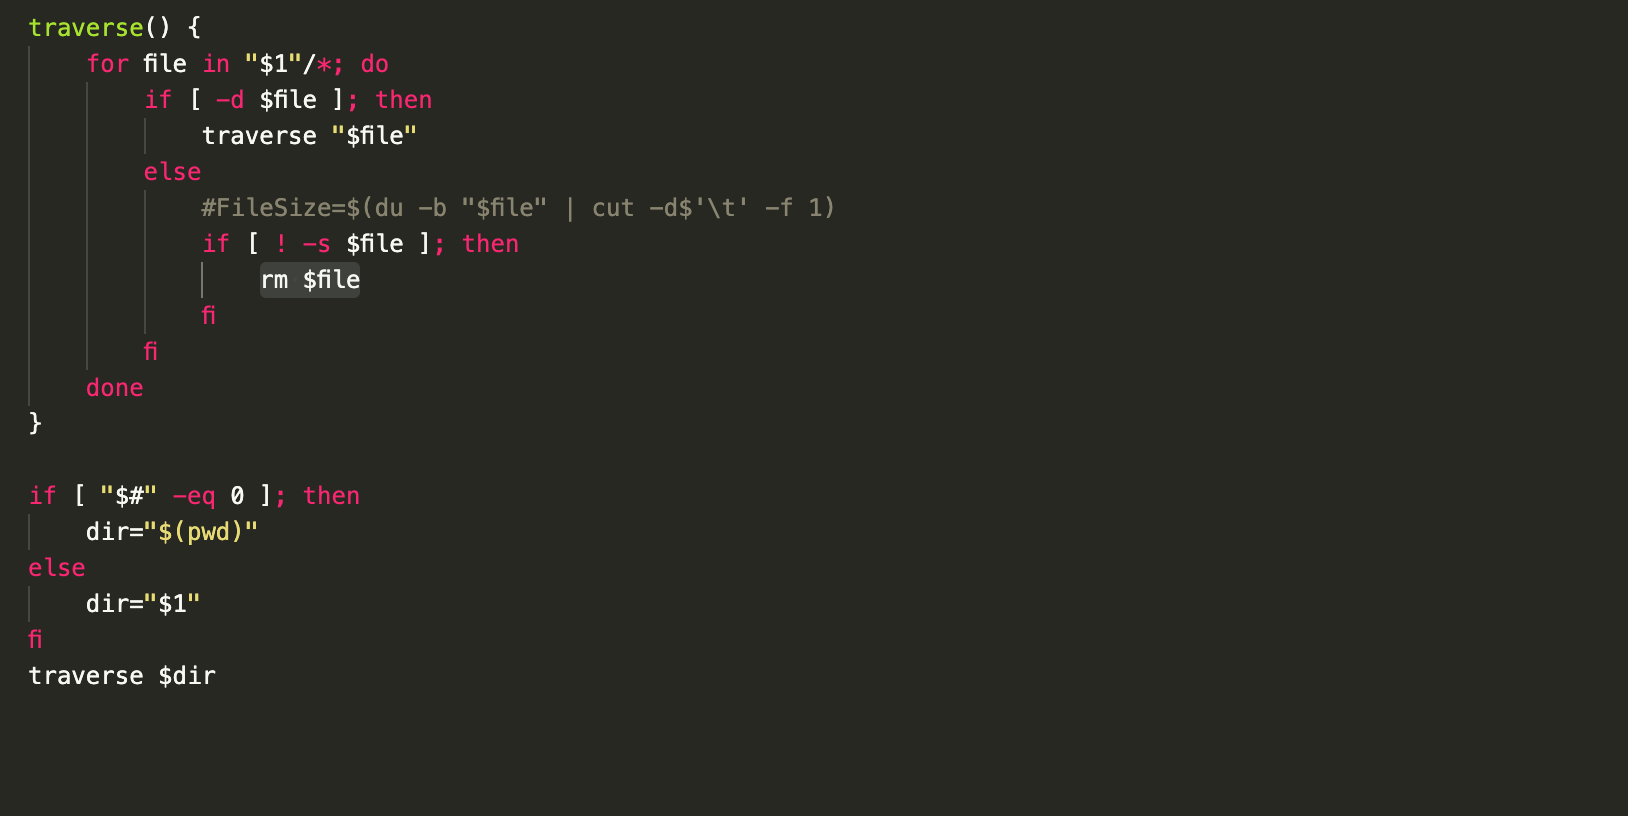 traverse() {
    for file in "$1"/*; do
        if [ -d $file ]; then
            traverse "$file"
        else
            #FileSize=$(du -b "$file" | cut -d$'\t' -f 1)
            if [ ! -s $file ]; then
                rm $file
            fi
        fi
    done
}

if [ "$#" -eq 0 ]; then
    dir="$(pwd)"
else
    dir="$1"
fi
traverse $dir